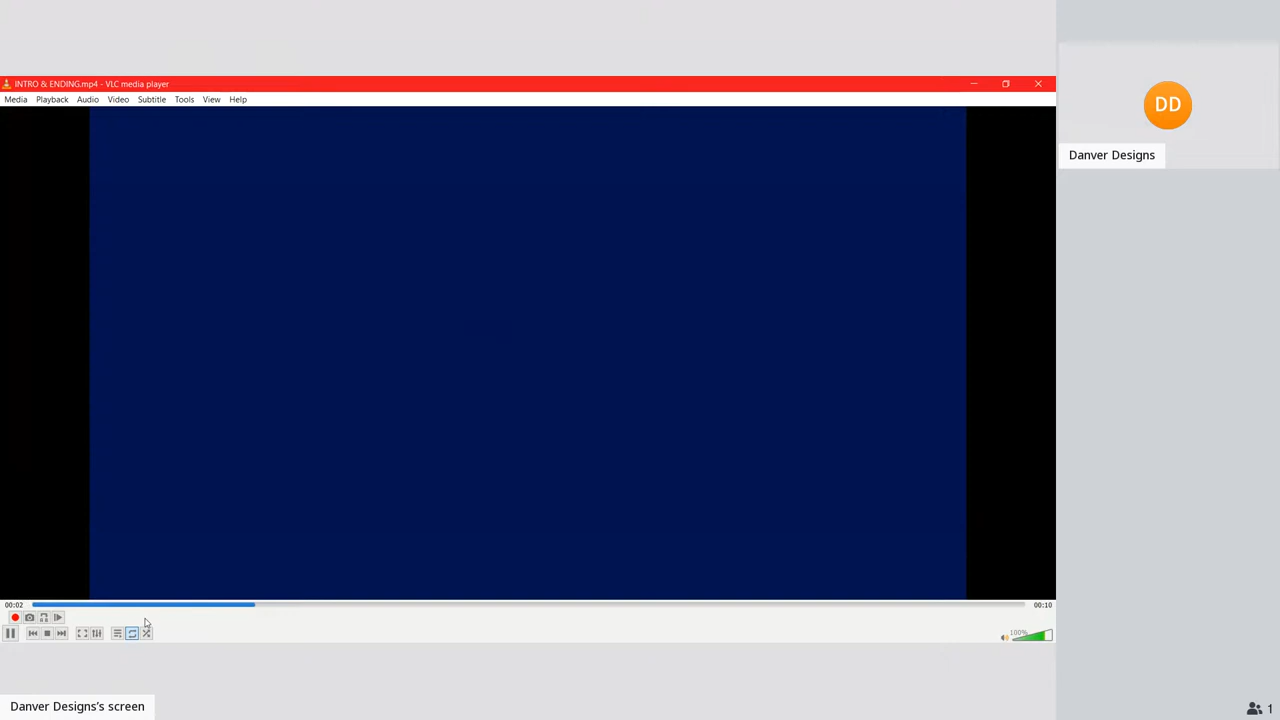 INTRO & ENDING.mp4 - VLC media player
Media Playback Audio Video Subtitle Tools View Help
DD
Danver Designs
00:02
00:10
100%
Danver Designs's screen
1